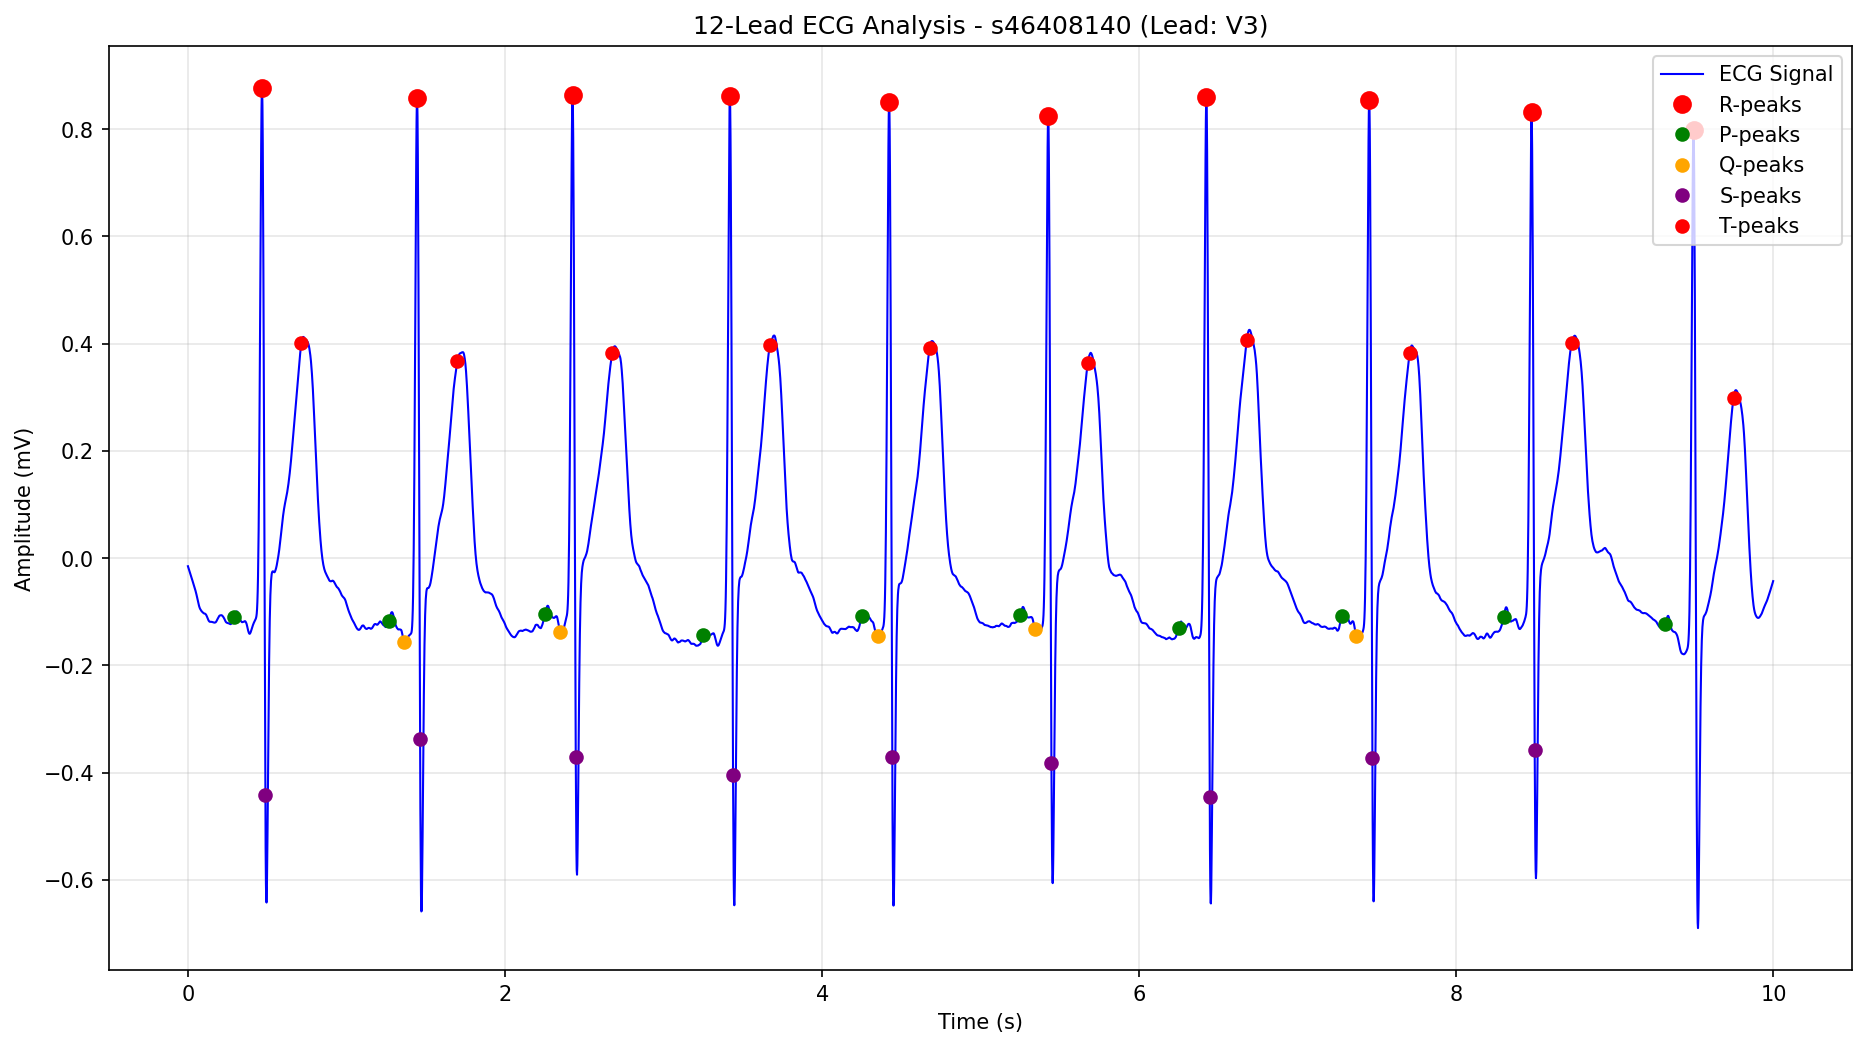 12-Lead ECG Analysis - s46408140 (Lead: V3)
ECG Signal
R-peaks
P-peaks
Q-peaks
S-peaks
T-peaks
Amplitude (mV)
0.8
0.6
0.4
0.2
0.0
−0.2
−0.4
−0.6
0 2 4 6 8 10
Time (s)